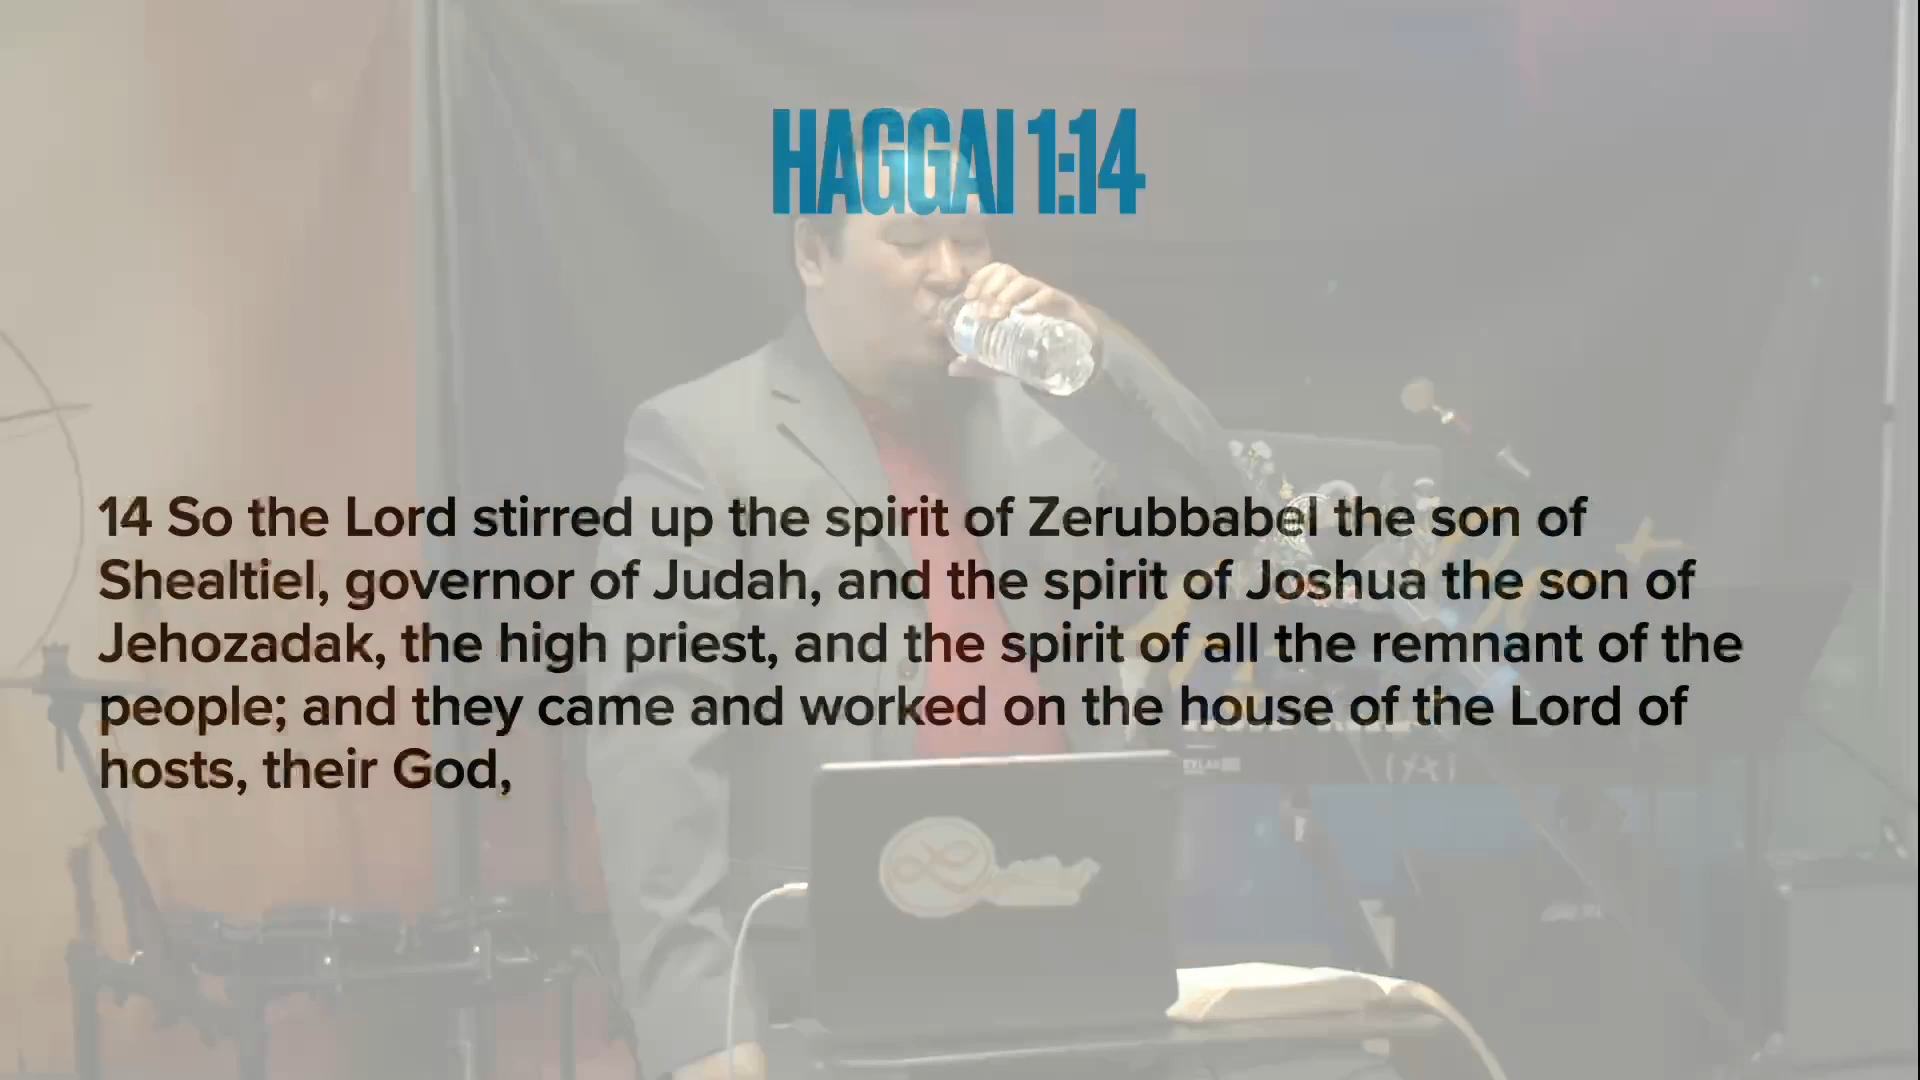 HAGGAI 1:14
14 So the Lord stirred up the spirit of Zerubbabel the son of
Shealtiel, governor of Judah, and the spirit of Joshua the son of
Jehozadak, the high priest, and the spirit of all the remnant of the
people; and they came and worked on the house of the Lord of
hosts, their God,